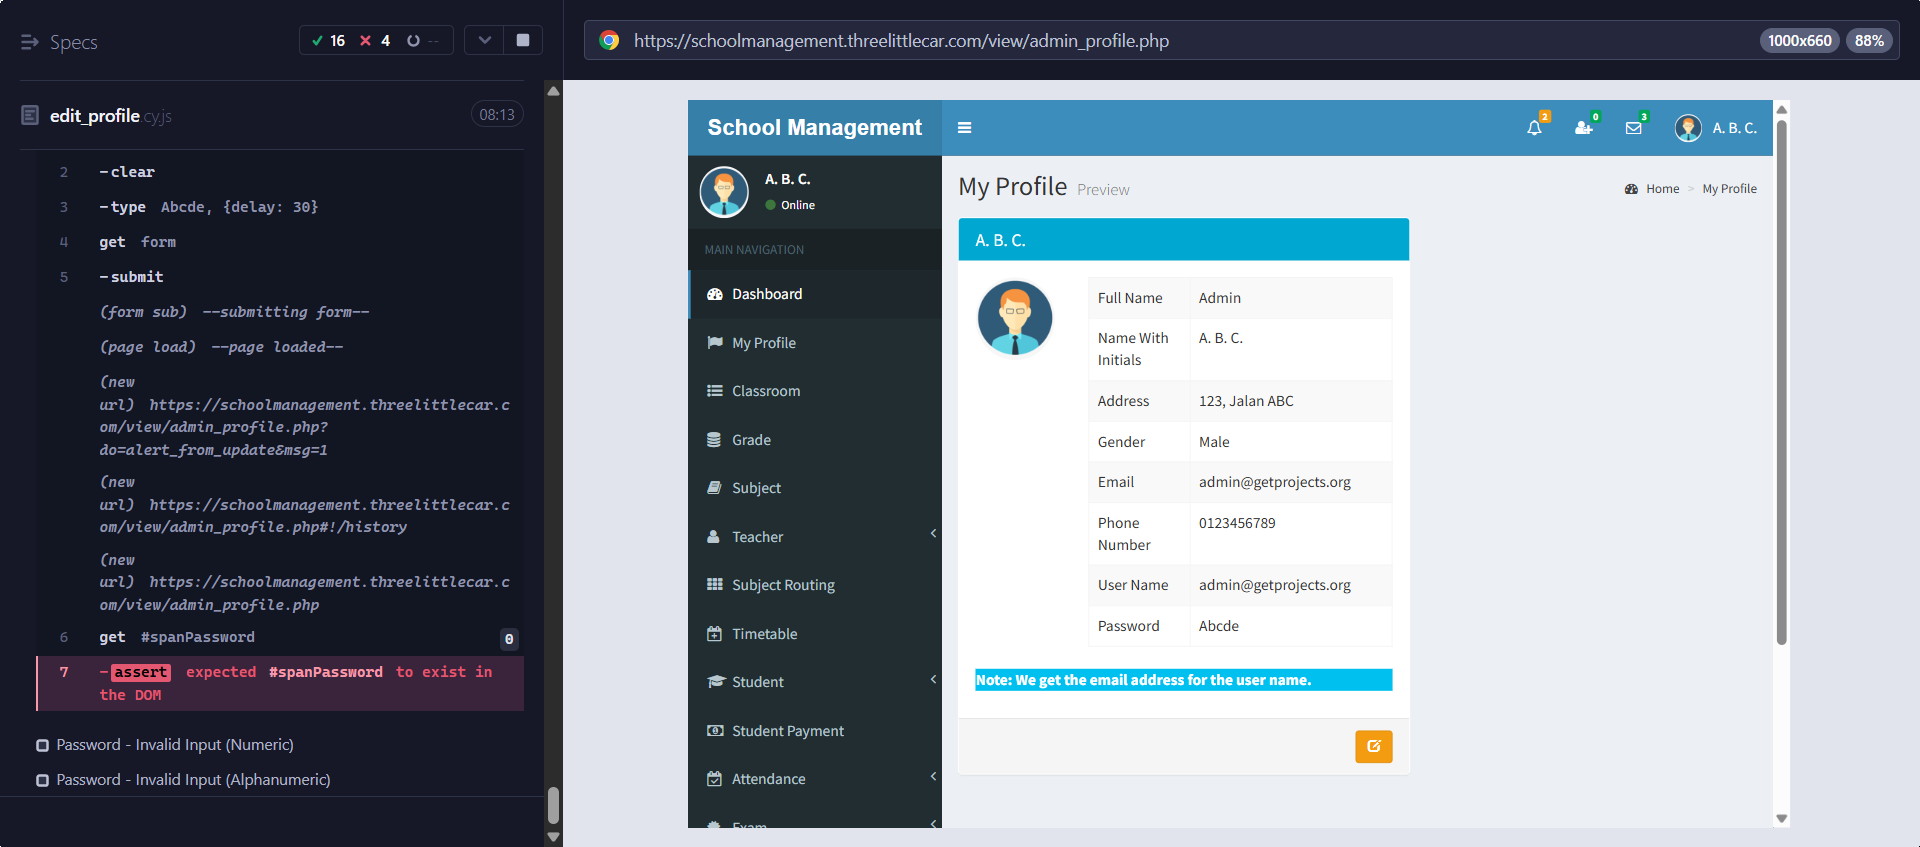 Specs
16 4 --
edit_profile.cy.js 08:13
2 -clear
3 -type Abcde, {delay: 30}
4 get form
5 -submit
(form sub) --submitting form--
(page load) --page loaded--
(new
url) https://schoolmanagement.threelittlecar.c
om/view/admin_profile.php?
do=alert_from_update&msg=1
(new
url) https://schoolmanagement.threelittlecar.c
om/view/admin_profile.php#!/history
(new
url) https://schoolmanagement.threelittlecar.c
om/view/admin_profile.php
6 get #spanPassword 0
7 -assert expected #spanPassword to exist in
the DOM
Password - Invalid Input (Numeric)
Password - Invalid Input (Alphanumeric)
https://schoolmanagement.threelittlecar.com/view/admin_profile.php 1000x660 88%
School Management
2 0 3 A. B. C.
A. B. C.
Online
MAIN NAVIGATION
Dashboard
My Profile
Classroom
Grade
Subject
Teacher
Subject Routing
Timetable
Student
Student Payment
Attendance
Exam
My Profile Preview
Home > My Profile
A. B. C.
Full Name Admin
Name With
Initials
A. B. C.
Address 123, Jalan ABC
Gender Male
Email admin@getprojects.org
Phone
Number
0123456789
User Name admin@getprojects.org
Password Abcde
Note: We get the email address for the user name.